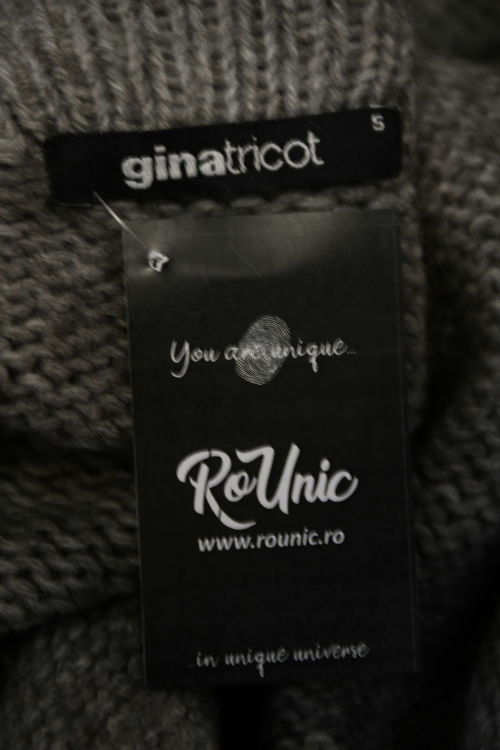 S
ginatricot
You are unique...
RoUnic
www.rounic.ro
...in unique universe